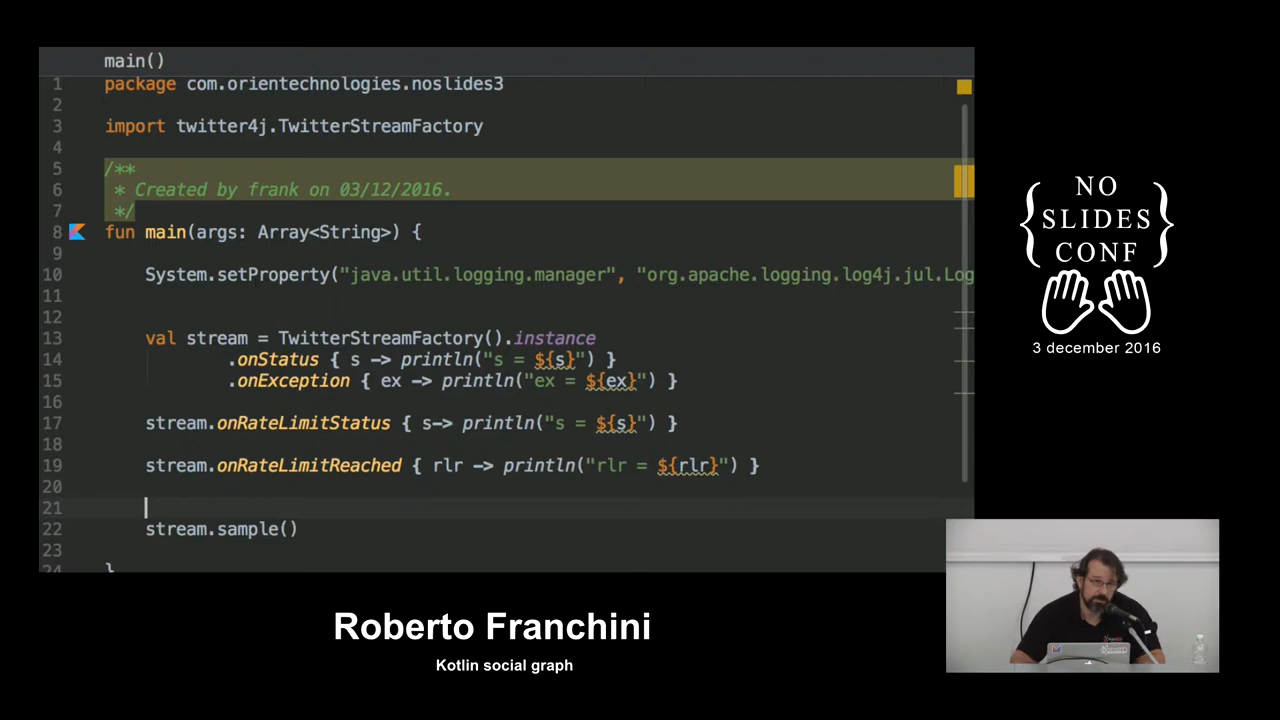 main()
1 package com.orientechnologies.noslides3
2
3 import twitter4j.TwitterStreamFactory
4
5 /**
6 * Created by frank on 03/12/2016.
7 */
8 fun main(args: Array<String>) {
9
10 System.setProperty("java.util.logging.manager", "org.apache.logging.log4j.jul.Log
11
12
13 val stream = TwitterStreamFactory().instance
14 .onStatus { s -> println("s = ${s}") }
15 .onException { ex -> println("ex = ${ex}") }
16
17 stream.onRateLimitStatus { s-> println("s = ${s}") }
18
19 stream.onRateLimitReached { rlr -> println("rlr = ${rlr}") }
20
21
22 stream.sample()
23
24 }
{ NO
SLIDES
CONF }
3 december 2016
Roberto Franchini
Kotlin social graph